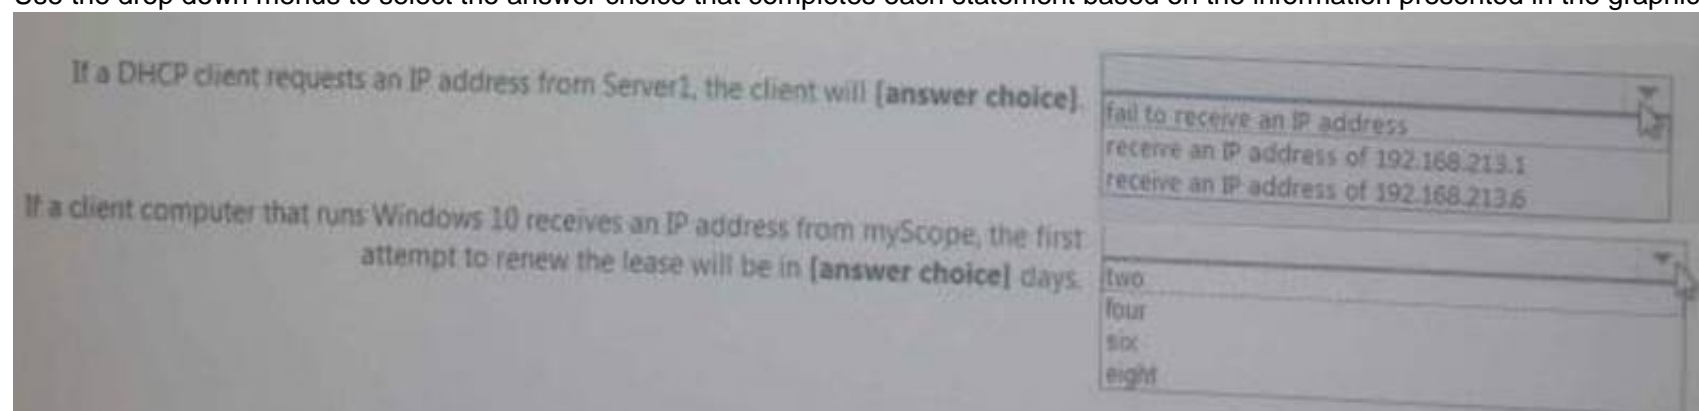 Use the drop-down menus to select the answer choice that completes each statement based on the information presented in the graphic
If a DHCP client requests an IP address from Server1, the client will [answer choice].
fail to receive an IP address
receive an IP address of 192.168.213.1
receive an IP address of 192.168.213.6
If a client computer that runs Windows 10 receives an IP address from myScope, the first
attempt to renew the lease will be in [answer choice] days.
two
four
six
eight